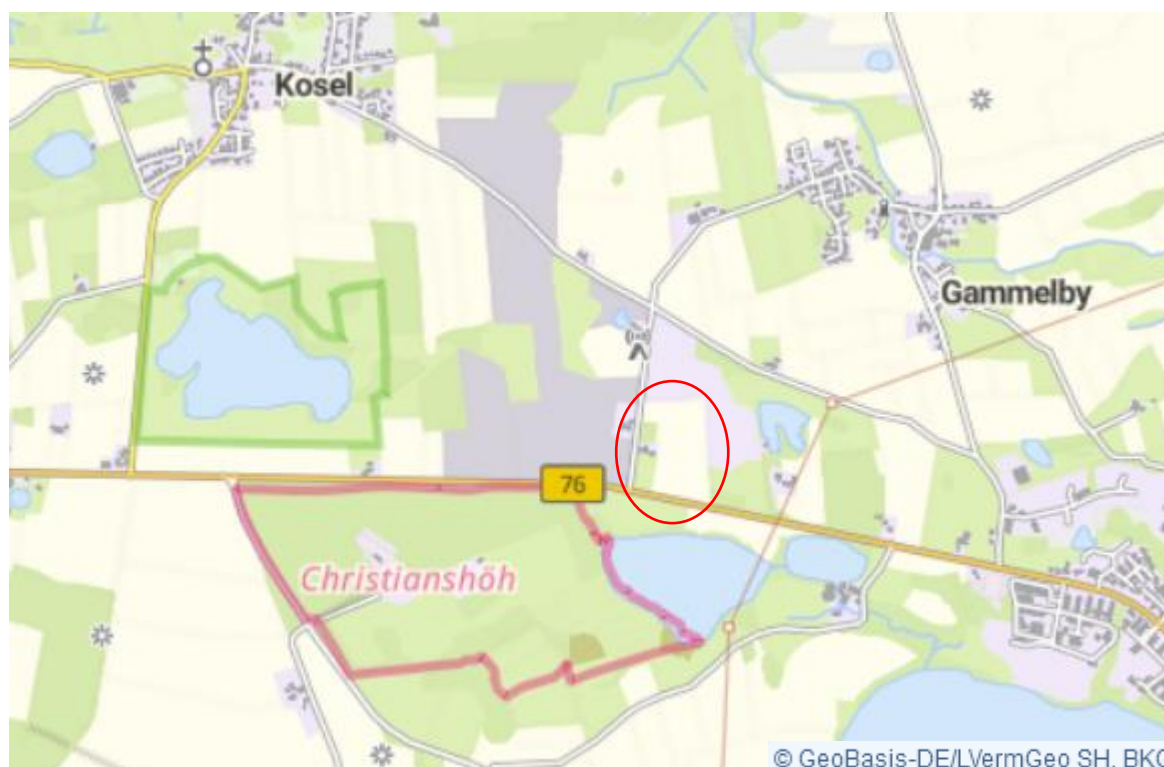 Kosel
Gammelby
76
Christianshöh
© GeoBasis-DE/LVermGeo SH, BKG